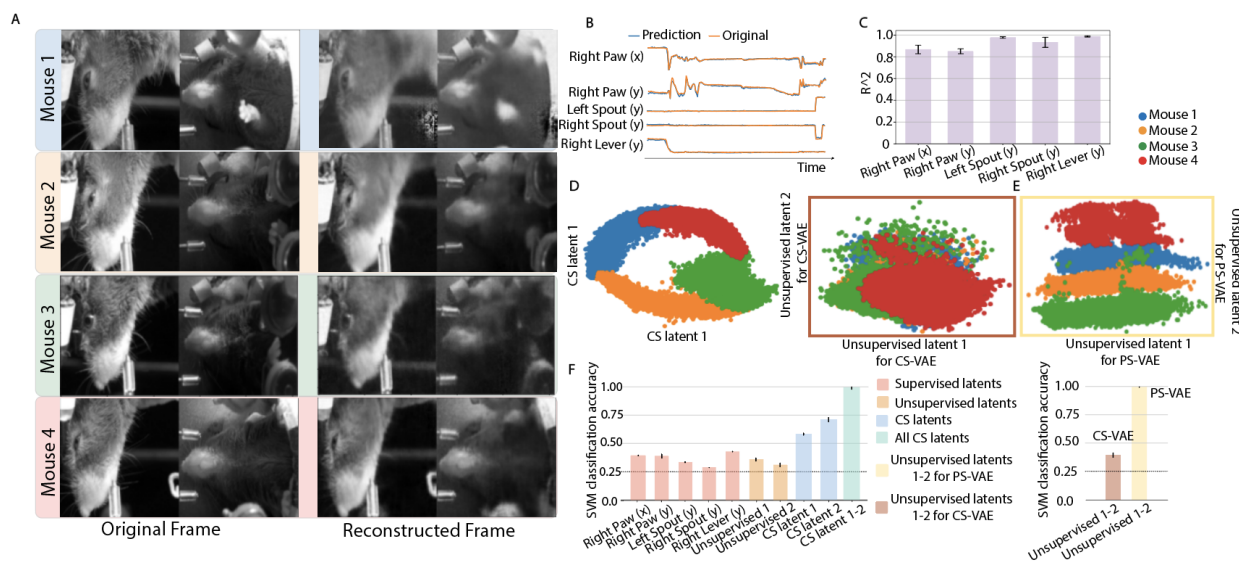 A
Mouse 1
Mouse 2
Mouse 3
Mouse 4
Original Frame
Reconstructed Frame
B
Prediction
Original
Right Paw (x)
Right Paw (y)
Left Spout (y)
Right Spout (y)
Right Lever (y)
Time
C
R^2
1.0
0.8
0.6
0.4
0.2
0
Right Paw (x)
Right Paw (y)
Left Spout (y)
Right Spout (y)
Right Lever (y)
Mouse 1
Mouse 2
Mouse 3
Mouse 4
D
CS latent 1
CS latent 1
Unsupervised latent 2
for CS-VAE
Unsupervised latent 1
for CS-VAE
E
Unsupervised latent 2
for PS-VAE
Unsupervised latent 1
for PS-VAE
F
SVM classification accuracy
1.00
0.75
0.50
0.25
0.0
Right Paw (x)
Right Paw (y)
Left Spout (y)
Right Spout (y)
Right Lever (y)
Unsupervised 1
Unsupervised 2
CS latent 1
CS latent 2
CS latent 1-2
Supervised latents
Unsupervised latents
CS latents
All CS latents
Unsupervised latents
1-2 for PS-VAE
Unsupervised latents
1-2 for CS-VAE
SVM classification accuracy
1.00
0.75
0.50
0.25
0.0
CS-VAE
PS-VAE
Unsupervised 1-2
Unsupervised 1-2